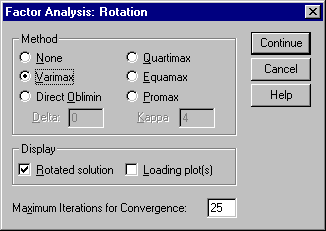 Factor Analysis: Rotation
Method
None Quartimax
Varimax Equamax
Direct Oblimin Promax
Delta: 0 Kappa 4
Display
Rotated solution Loading plot(s)
Maximum Iterations for Convergence: 25
Continue
Cancel
Help